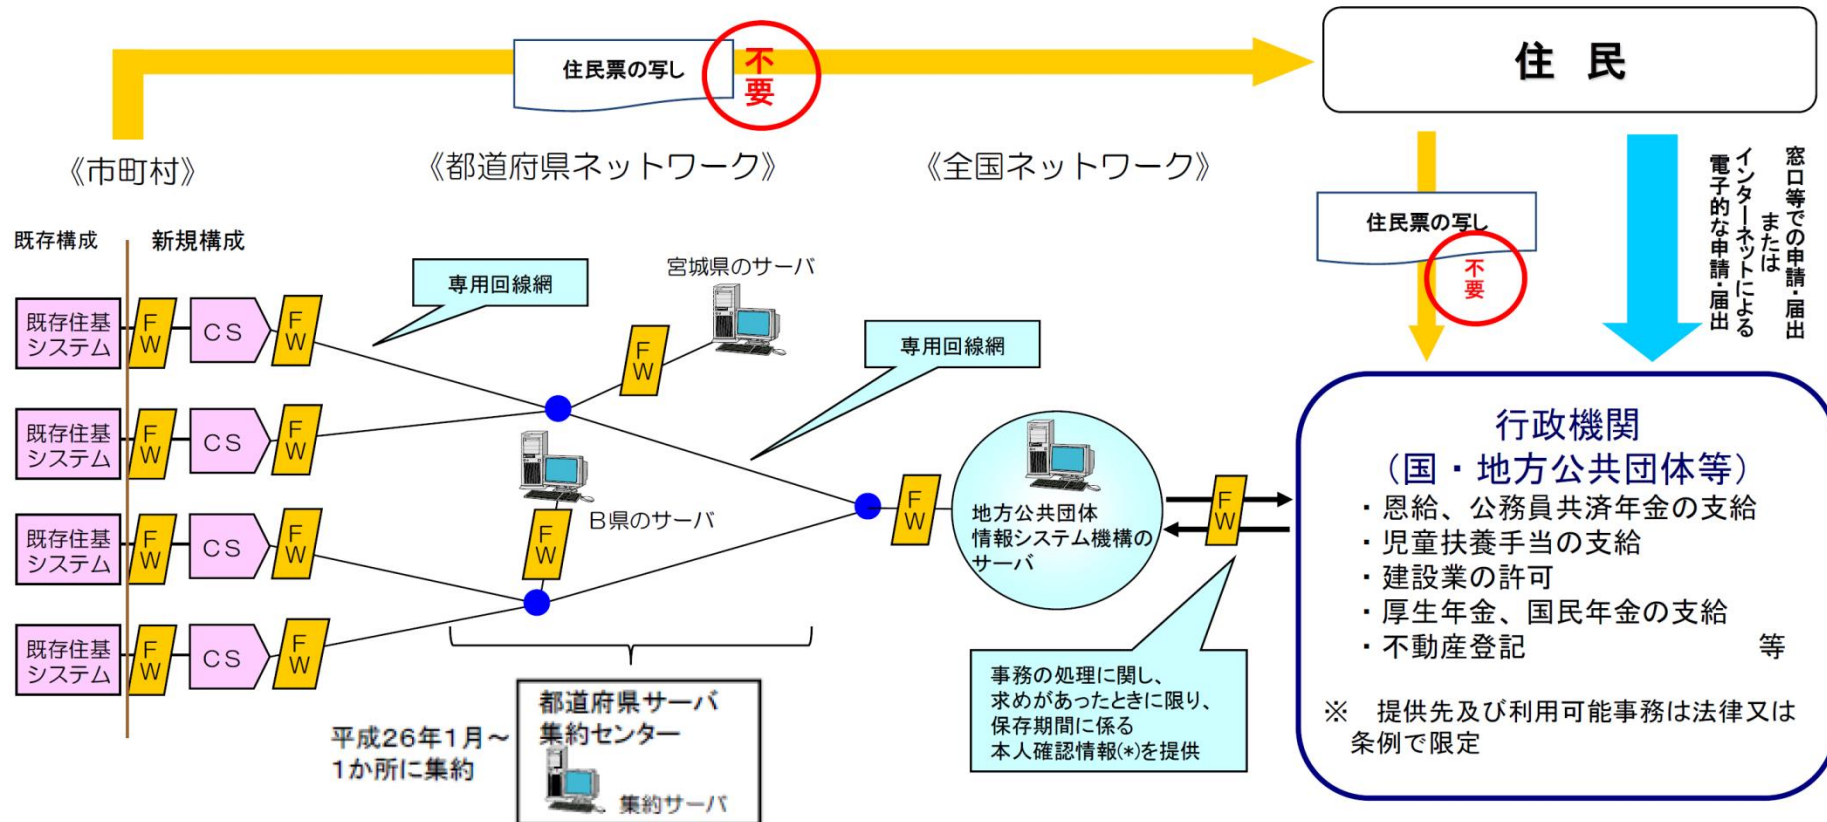 住民票の写し
不
要
住 民
《市町村》
《都道府県ネットワーク》
《全国ネットワーク》
窓口等での申請・届出
または
インターネットによる
電子的な申請・届出
住民票の写し
不
要
既存構成
新規構成
専用回線網
宮城県のサーバ
専用回線網
既存住基
システム
FW
CS
FW
FW
既存住基
システム
FW
CS
FW
B県のサーバ
FW
既存住基
システム
FW
CS
FW
既存住基
システム
FW
CS
FW
FW
地方公共団体
情報システム機構の
サーバ
FW
行政機関
（国・地方公共団体等）
・恩給、公務員共済年金の支給
・児童扶養手当の支給
・建設業の許可
・厚生年金、国民年金の支給
・不動産登記 等
※ 提供先及び利用可能事務は法律又は
条例で限定
事務の処理に関し、
求めがあったときに限り、
保存期間に係る
本人確認情報(*)を提供
平成26年1月～
1か所に集約
都道府県サーバ
集約センター
集約サーバ